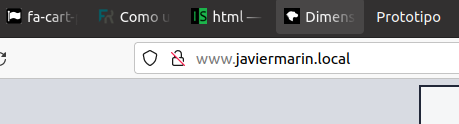 fa-cart- Como u html — Dimens Prototipo
www.javiermarin.local